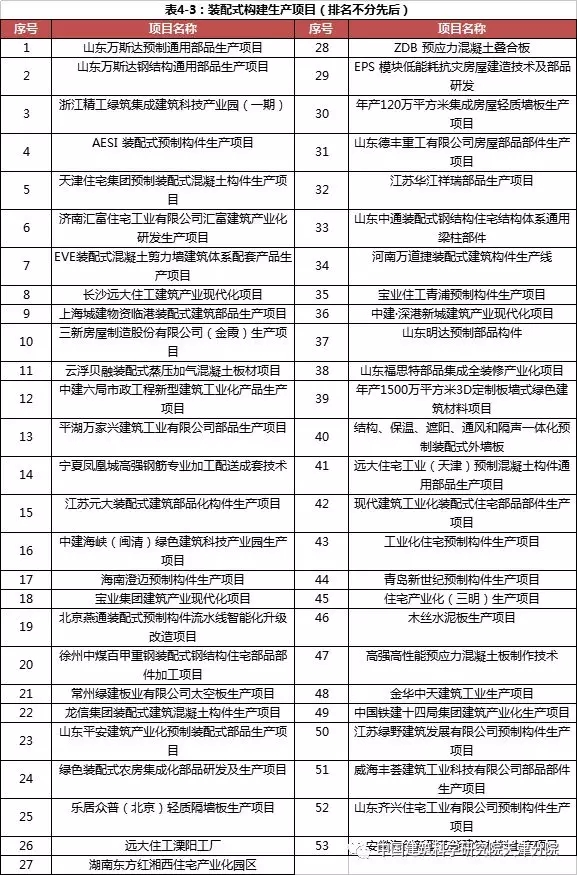 表4-3：装配式构建生产项目（排名不分先后）
序号 项目名称 序号 项目名称
1 山东万斯达预制通用部品生产项目 28 ZDB 预应力混凝土叠合板
2 山东万斯达钢结构通用部品生产项目 29 EPS 模块低能耗抗灾房屋建造技术及部品
研发
3 浙江精工绿筑集成建筑科技产业园（一期） 30 年产120万平方米集成房屋轻质墙板生产
项目
4 AESI 装配式预制构件生产项目 31 山东德丰重工有限公司房屋部品部件生产
项目
5 天津住宅集团预制装配式混凝土构件生产项
目 32 江苏华江祥瑞部品生产项目
6 济南汇富住宅工业有限公司汇富建筑产业化
研发生产项目 33 山东中通装配式钢结构住宅结构体系通用
梁柱部件
7 EVE装配式混凝土剪力墙建筑体系配套产品生
产项目 34 河南万道捷装配式建筑构件生产线
8 长沙远大住工建筑产业现代化项目 35 宝业住工青浦预制构件生产项目
9 上海城建物资临港装配式建筑部品生产项目 36 中建·深港新城建筑产业现代化项目
10 三新房屋制造股份有限公司（金霞）生产项
目 37 山东明达预制部品构件
11 云浮贝融装配式蒸压加气混凝土板材项目 38 山东福思特部品集成全装修产业化项目
12 中建六局市政工程新型建筑工业化产品生产
项目 39 年产1500万平方米3D定制板墙式绿色建
筑材料项目
13 平湖万家兴建筑工业有限公司部品生产项目 40 结构、保温、遮阳、通风和隔声一体化预
制装配式外墙板
14 宁夏凤凰城高强钢筋专业加工配送成套技术 41 远大住宅工业（天津）预制混凝土构件通
用部品生产项目
15 江苏元大装配式建筑部品化构件生产项目 42 现代建筑工业化装配式住宅部品部件生产
项目
16 中建海峡（闽清）绿色建筑科技产业园生产
项目 43 工业化住宅预制构件生产项目
17 海南澄迈预制构件生产项目 44 青岛新世纪预制构件生产项目
18 宝业集团建筑产业现代化项目 45 住宅产业化（三明）生产项目
19 北京燕通装配式预制构件流水线智能化升级
改造项目 46 木丝水泥板生产项目
20 徐州中煤百甲重钢装配式钢结构住宅部品部
件加工项目 47 高强高性能预应力混凝土板制作技术
21 常州绿建板业有限公司太空板生产项目 48 金华中天建筑工业生产项目
22 龙信集团装配式建筑混凝土构件生产项目 49 中国铁建十四局集团建筑产业化生产项目
23 山东平安建筑产业化预制装配式部品生产项
目 50 江苏绿野建筑发展有限公司预制构件生产
项目
24 绿色装配式农房集成化部品研发及生产项目 51 威海丰荟建筑工业科技有限公司部品部件
生产项目
25 乐居众普（北京）轻质隔墙板生产项目 52 山东齐兴住宅工业有限公司预制构件生产
项目
26 远大住工溧阳工厂 53
中国建筑科学研究院天津分院
27 湖南东方红湘西住宅产业化园区